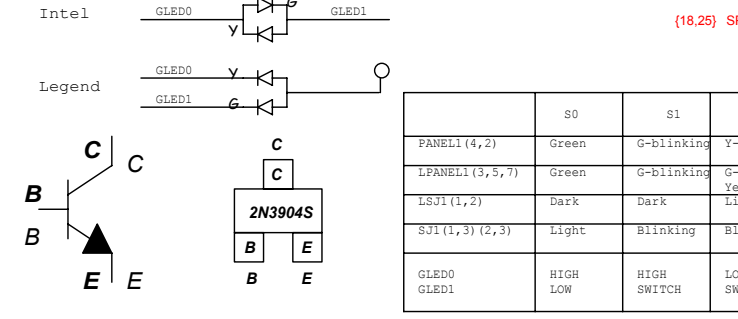 G
Intel GLED0 GLED1
Y
{18,25}
GLED0 Y
Legend
GLED1 G
S0 S1
PANEL1(4,2) Green G-blinking
LPANEL1(3,5,7) Green G-blinking
LSJ1(1,2) Dark Dark
SJ1(1,3)(2,3) Light Blinking
GLED0 HIGH HIGH
GLED1 LOW SWITCH
C C
B
B
E E
C
C
2N3904S
B E
B E